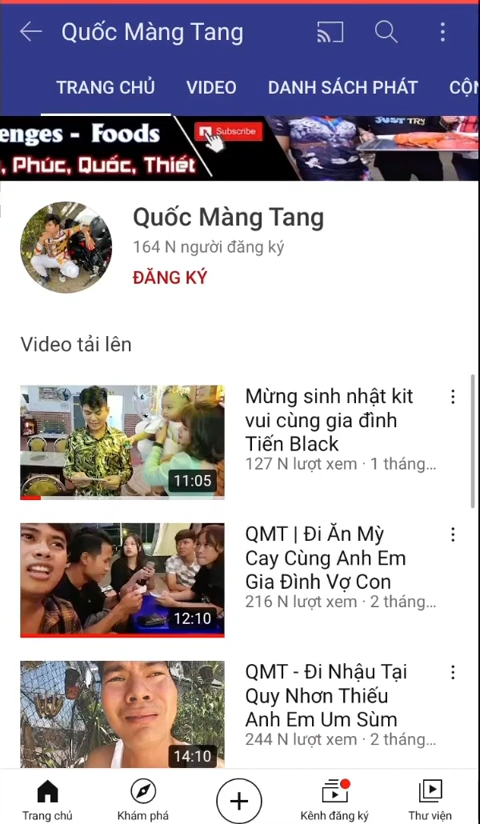 Quốc Màng Tang
TRANG CHỦ VIDEO DANH SÁCH PHÁT CỘN
enges - Foods
Subscribe
JUST TRY
, Phúc, Quốc, Thiết
Quốc Màng Tang
164 N người đăng ký
ĐĂNG KÝ
Video tải lên
Mừng sinh nhật kit
vui cùng gia đình
Tiến Black
127 N lượt xem · 1 tháng...
11:05
QMT | Đi Ăn Mỳ
Cay Cùng Anh Em
Gia Đình Vợ Con
216 N lượt xem · 2 tháng...
12:10
QMT - Đi Nhậu Tại
Quy Nhơn Thiếu
Anh Em Um Sùm
244 N lượt xem · 2 tháng...
14:10
Trang chủ Khám phá Kênh đăng ký Thư viện